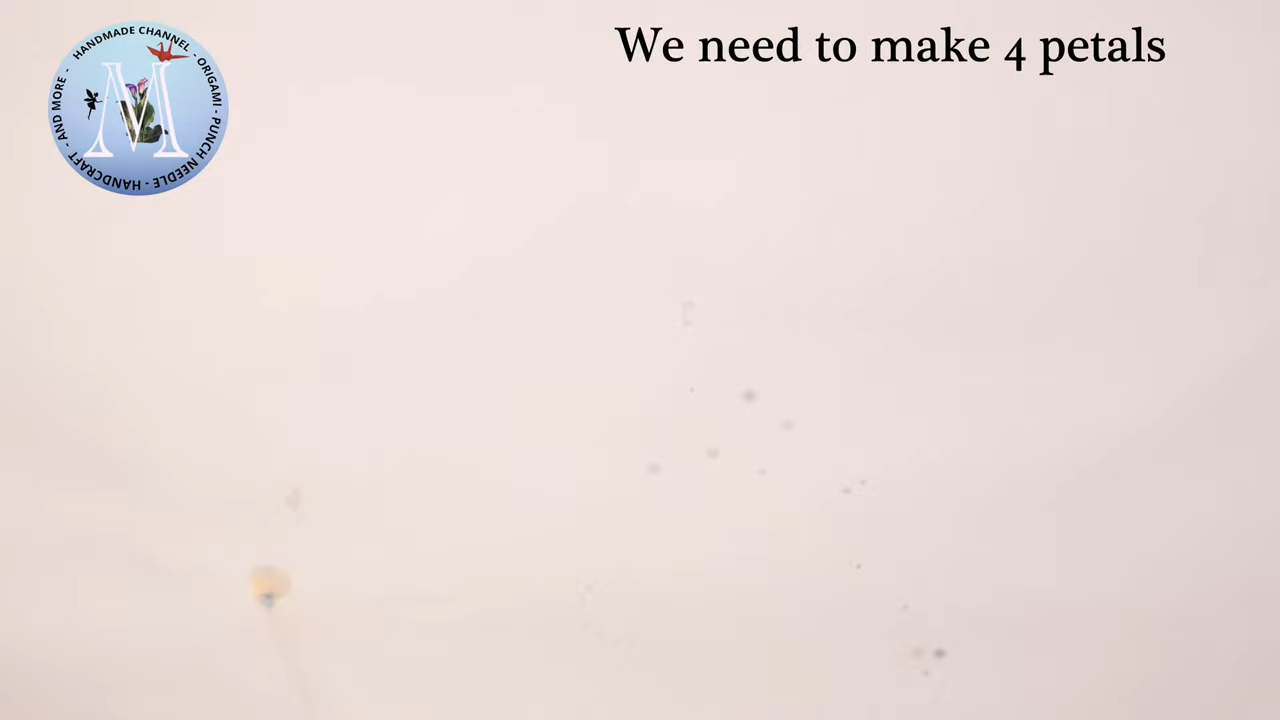 HANDMADE CHANNEL - ORIGAMI - PUNCH NEEDLE - HANDCRAFT - AND MORE -
M
We need to make 4 petals